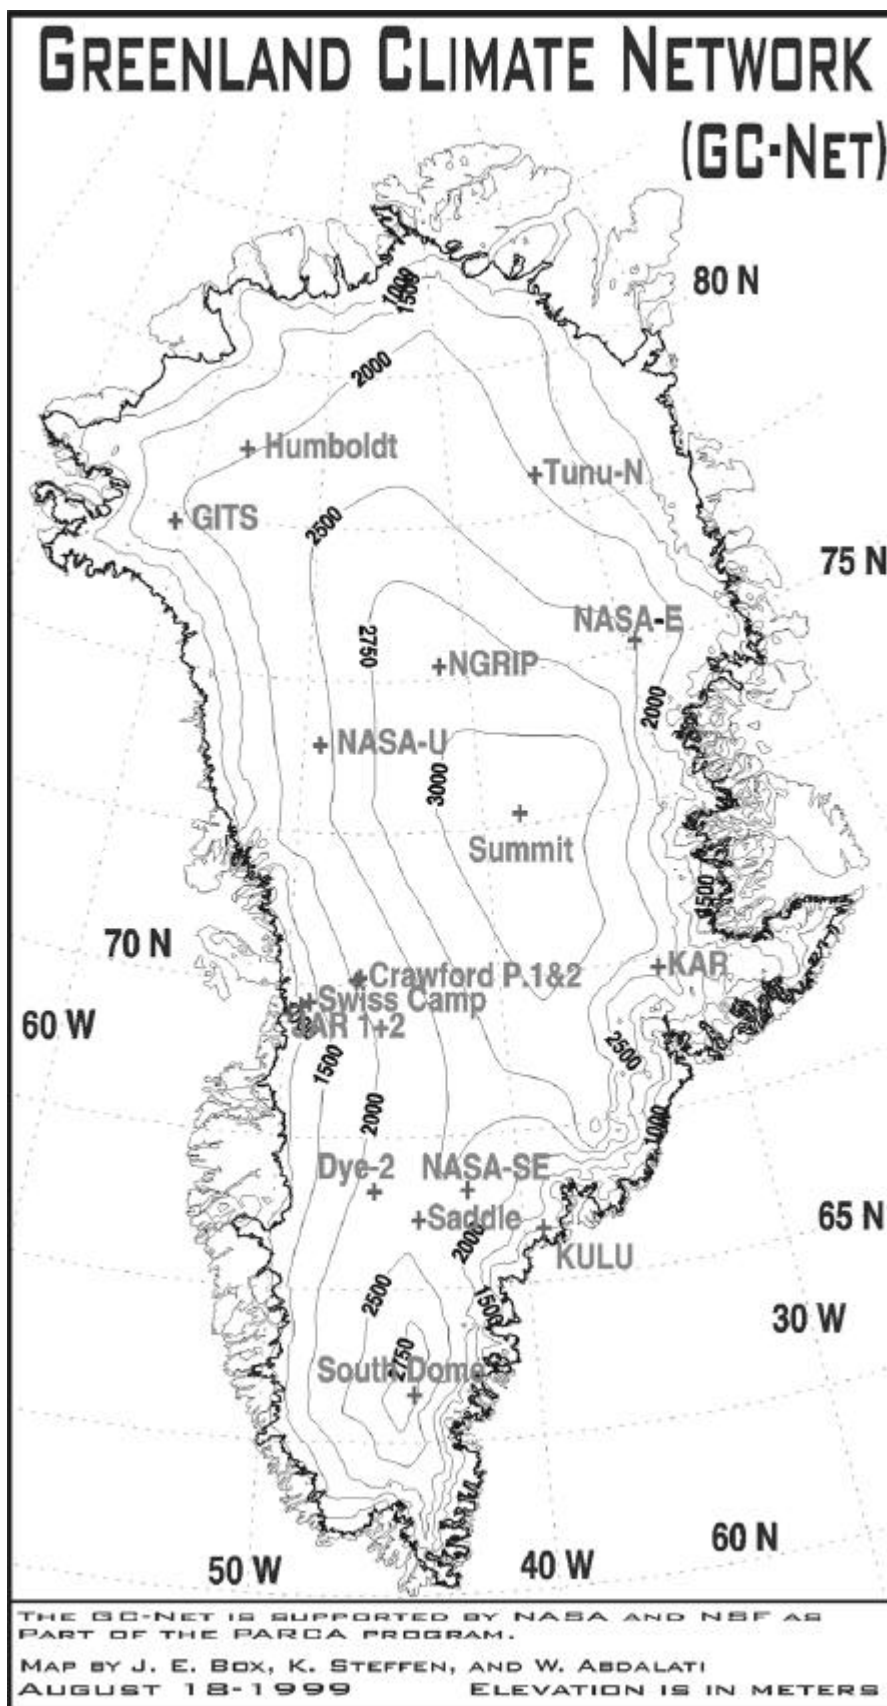 GREENLAND CLIMATE NETWORK
(GC-NET)
80 N
1000
1500
2000
Humboldt
Tunu-N
GITS
2500
75 N
NASA-E
2750
NGRIP
2000
NASA-U
3000
Summit
1500
70 N
KAR
Crawford P.1&2
Swiss Camp
60 W
JAR 1+2
2500
1500
1000
2000
Dye-2
NASA-SE
Saddle
65 N
2000
KULU
2500
1500
30 W
2750
South Dome
60 N
50 W
40 W
THE GC-NET IS SUPPORTED BY NASA AND NSF AS
PART OF THE PARCA PROGRAM.
MAP BY J. E. BOX, K. STEFFEN, AND W. ABDALATI
AUGUST 18-1999 ELEVATION IS IN METERS